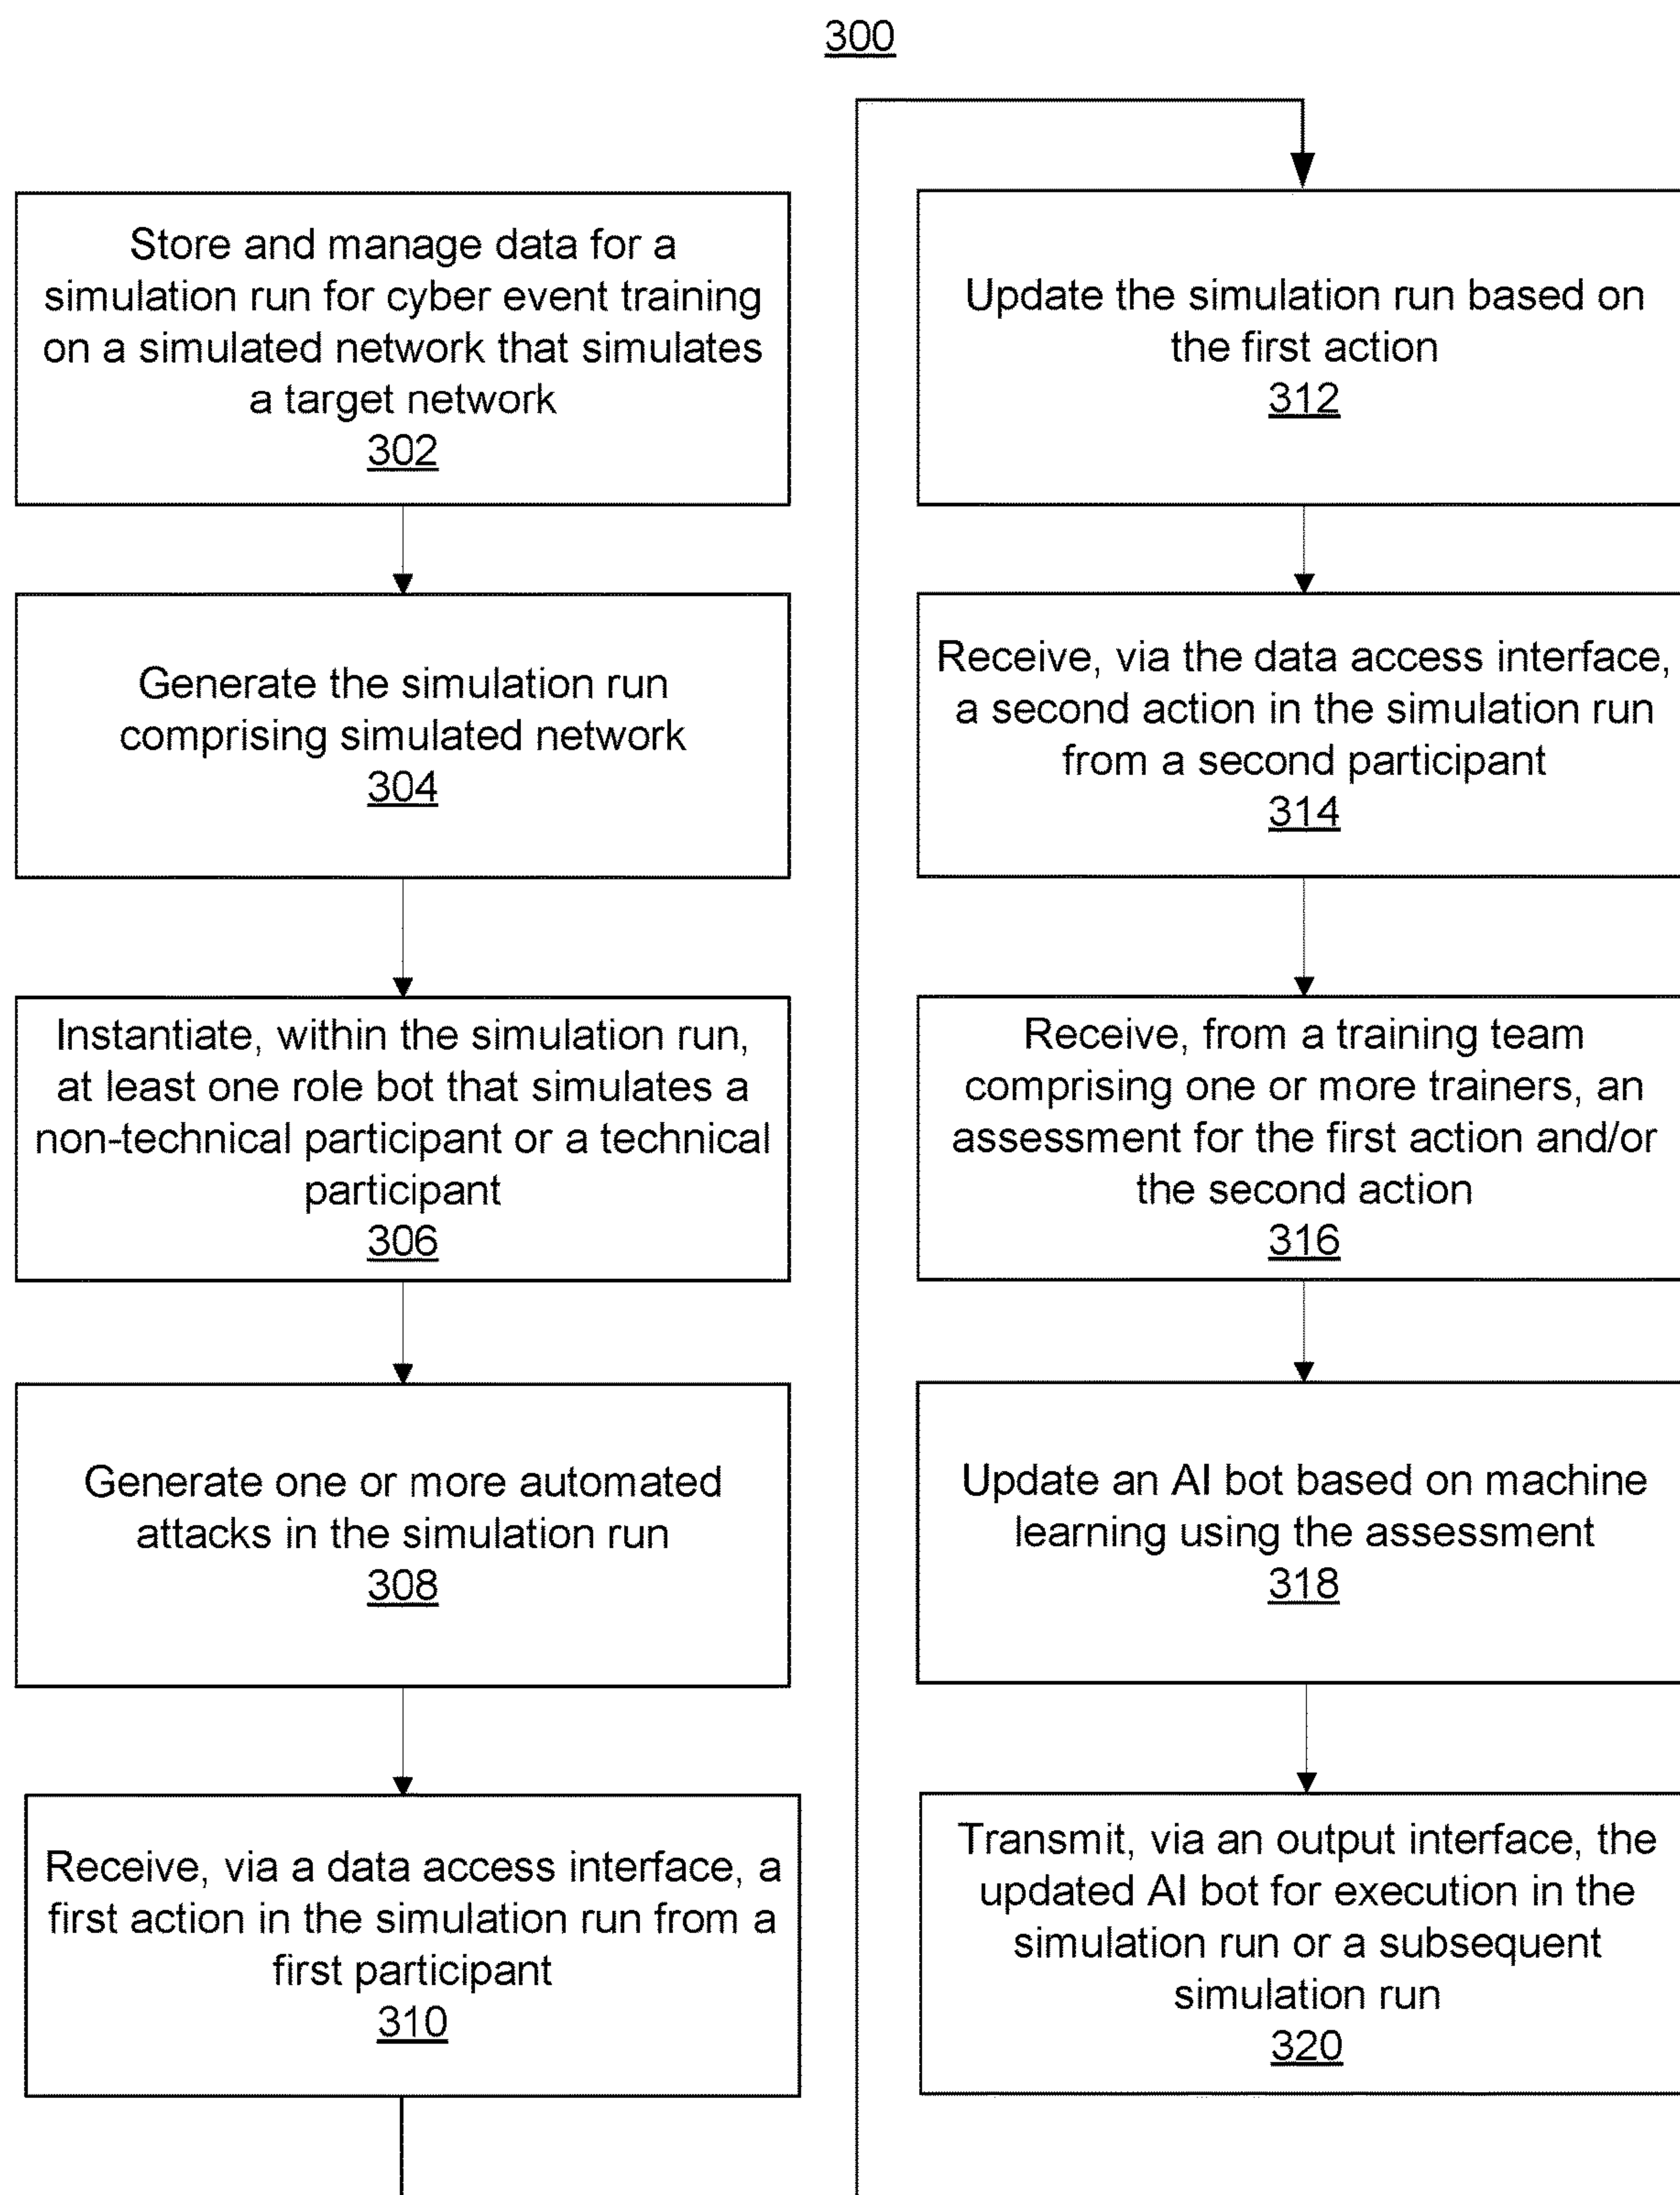 300
Store and manage data for a
simulation run for cyber event training
on a simulated network that simulates
a target network
302
Generate the simulation run
comprising simulated network
304
Instantiate, within the simulation run,
at least one role bot that simulates a
non-technical participant or a technical
participant
306
Generate one or more automated
attacks in the simulation run
308
Receive, via a data access interface, a
first action in the simulation run from a
first participant
310
Update the simulation run based on
the first action
312
Receive, via the data access interface,
a second action in the simulation run
from a second participant
314
Receive, from a training team
comprising one or more trainers, an
assessment for the first action and/or
the second action
316
Update an AI bot based on machine
learning using the assessment
318
Transmit, via an output interface, the
updated AI bot for execution in the
simulation run or a subsequent
simulation run
320